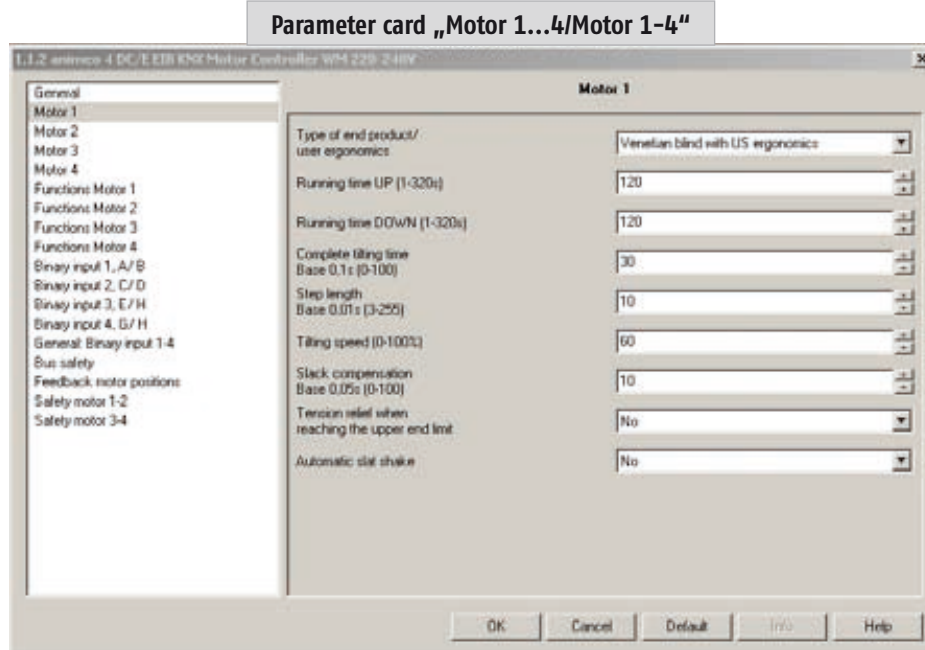 Parameter card „Motor 1...4/Motor 1–4“
1.1.2 animeo 4 DC/E EIB KNX Motor Controller WM 220-240V
General
Motor 1
Motor 2
Motor 3
Motor 4
Functions Motor 1
Functions Motor 2
Functions Motor 3
Functions Motor 4
Binary input 1, A/ B
Binary input 2, C/ D
Binary input 3, E/ H
Binary input 4, G/ H
General: Binary input 1-4
Bus safety
Feedback motor positions
Safety motor 1-2
Safety motor 3-4
Motor 1
Type of end product/
user ergonomics
Venetian blind with US ergonomics
Running time UP (1-320s)
120
Running time DOWN (1-320s)
120
Complete tilting time
Base 0.1s (0-100)
30
Step length
Base 0.01s (3-255)
10
Tilting speed (0-100%)
60
Slack compensation
Base 0,05s (0-100)
10
Tension relief when
reaching the upper end limit
No
Automatic slat shake
No
OK
Cancel
Default
Info
Help